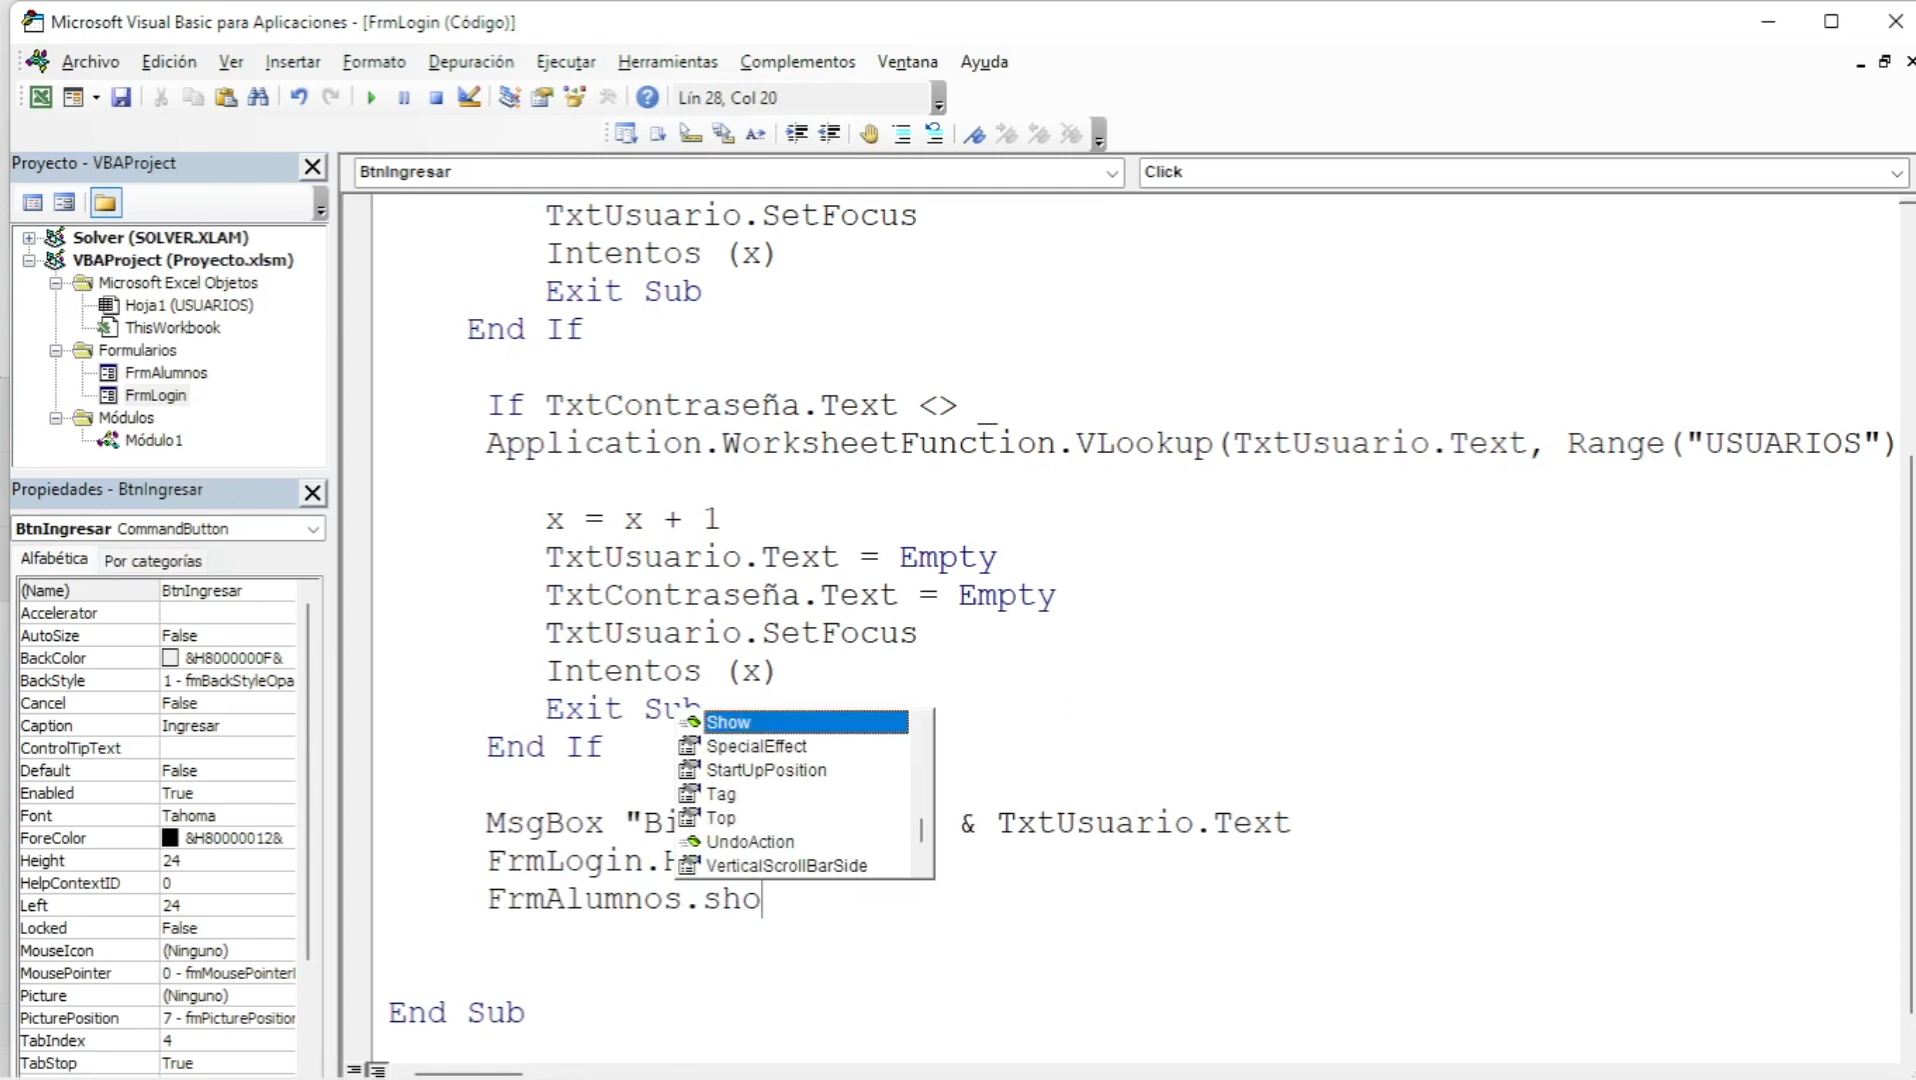 Microsoft Visual Basic para Aplicaciones - [FrmLogin (Código)]
Archivo Edición Ver Insertar Formato Depuración Ejecutar Herramientas Complementos Ventana Ayuda
Lín 28, Col 20
Proyecto - VBAProject
Solver (SOLVER.XLAM)
VBAProject (Proyecto.xlsm)
Microsoft Excel Objetos
Hoja1 (USUARIOS)
ThisWorkbook
Formularios
FrmAlumnos
FrmLogin
Módulos
Módulo1
Propiedades - BtnIngresar
BtnIngresar CommandButton
Alfabética Por categorías
(Name) BtnIngresar
Accelerator
AutoSize False
BackColor &H8000000F&
BackStyle 1 - fmBackStyleOpa
Cancel False
Caption Ingresar
ControlTipText
Default False
Enabled True
Font Tahoma
ForeColor &H80000012&
Height 24
HelpContextID 0
Left 24
Locked False
MouseIcon (Ninguno)
MousePointer 0 - fmMousePointerI
Picture (Ninguno)
PicturePosition 7 - fmPicturePosition
TabIndex 4
TabStop True
BtnIngresar Click
TxtUsuario.SetFocus
Intentos (x)
Exit Sub
End If
If TxtContraseña.Text <> _
Application.WorksheetFunction.VLookup(TxtUsuario.Text, Range("USUARIOS")
x = x + 1
TxtUsuario.Text = Empty
TxtContraseña.Text = Empty
TxtUsuario.SetFocus
Intentos (x)
Exit Sub
End If
MsgBox "Bi & TxtUsuario.Text
FrmLogin.H
FrmAlumnos.sho
End Sub
Show
SpecialEffect
StartUpPosition
Tag
Top
UndoAction
VerticalScrollBarSide